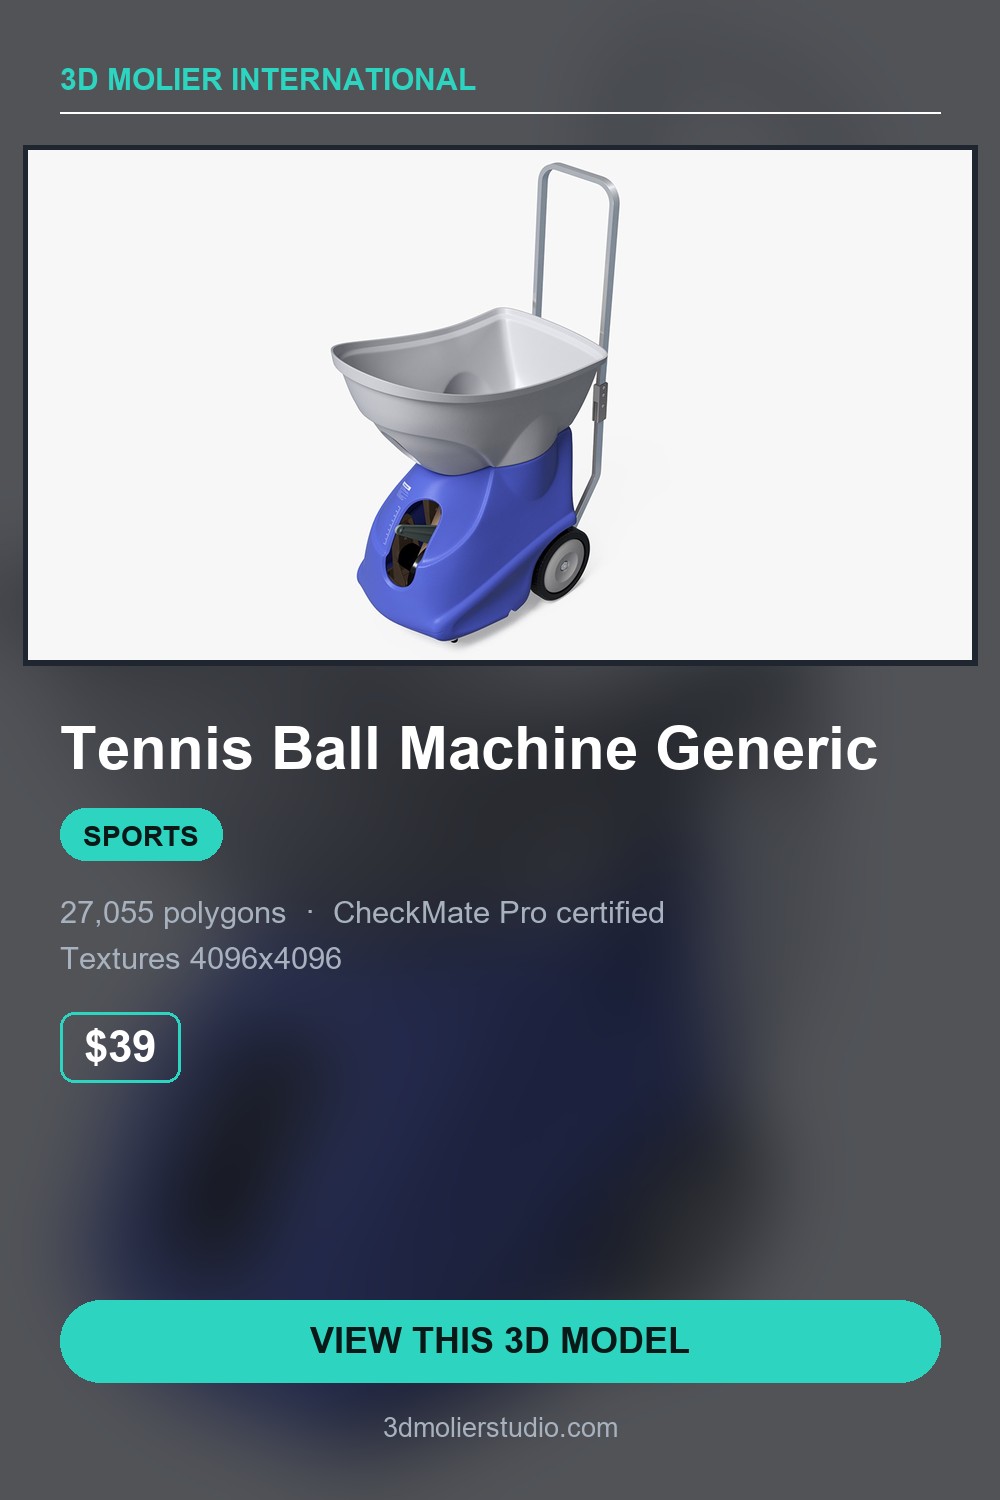 3D MOLIER INTERNATIONAL
Tennis Ball Machine Generic
SPORTS
27,055 polygons · CheckMate Pro certified
Textures 4096x4096
$39
VIEW THIS 3D MODEL
3dmolierstudio.com